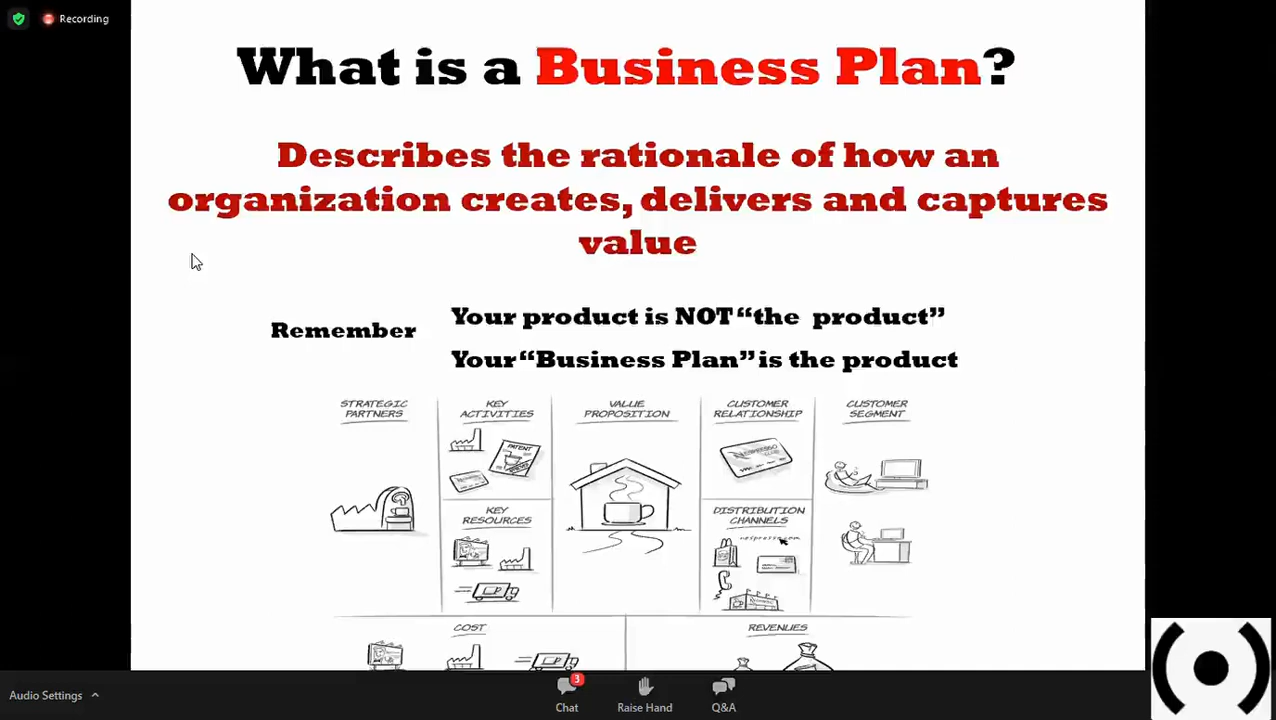 Recording
What is a Business Plan?
Describes the rationale of how an
organization creates, delivers and captures
value
Remember
Your product is NOT “the product”
Your “Business Plan” is the product
STRATEGIC
PARTNERS
KEY
ACTIVITIES
VALUE
PROPOSITION
CUSTOMER
RELATIONSHIP
CUSTOMER
SEGMENT
PATENT
KEY
RESOURCES
DISTRIBUTION
CHANNELS
nespresso.com
COST
REVENUES
Audio Settings
3
Chat
Raise Hand
Q&A